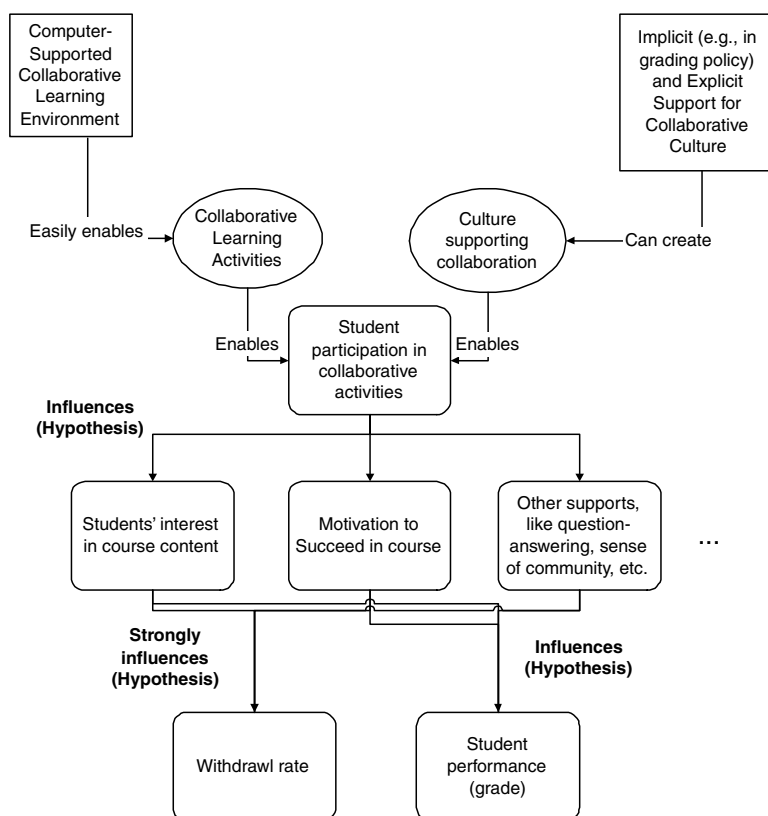 Computer-
Supported
Collaborative
Learning
Environment
Implicit (e.g., in
grading policy)
and Explicit
Support for
Collaborative
Culture
Easily enables
Collaborative
Learning
Activities
Culture
supporting
collaboration
Can create
Enables
Student
participation in
collaborative
activities
Enables
Influences
(Hypothesis)
Students’ interest
in course content
Motivation to
Succeed in course
Other supports,
like question-
answering, sense
of community, etc.
...
Strongly
influences
(Hypothesis)
Influences
(Hypothesis)
Withdrawl rate
Student
performance
(grade)